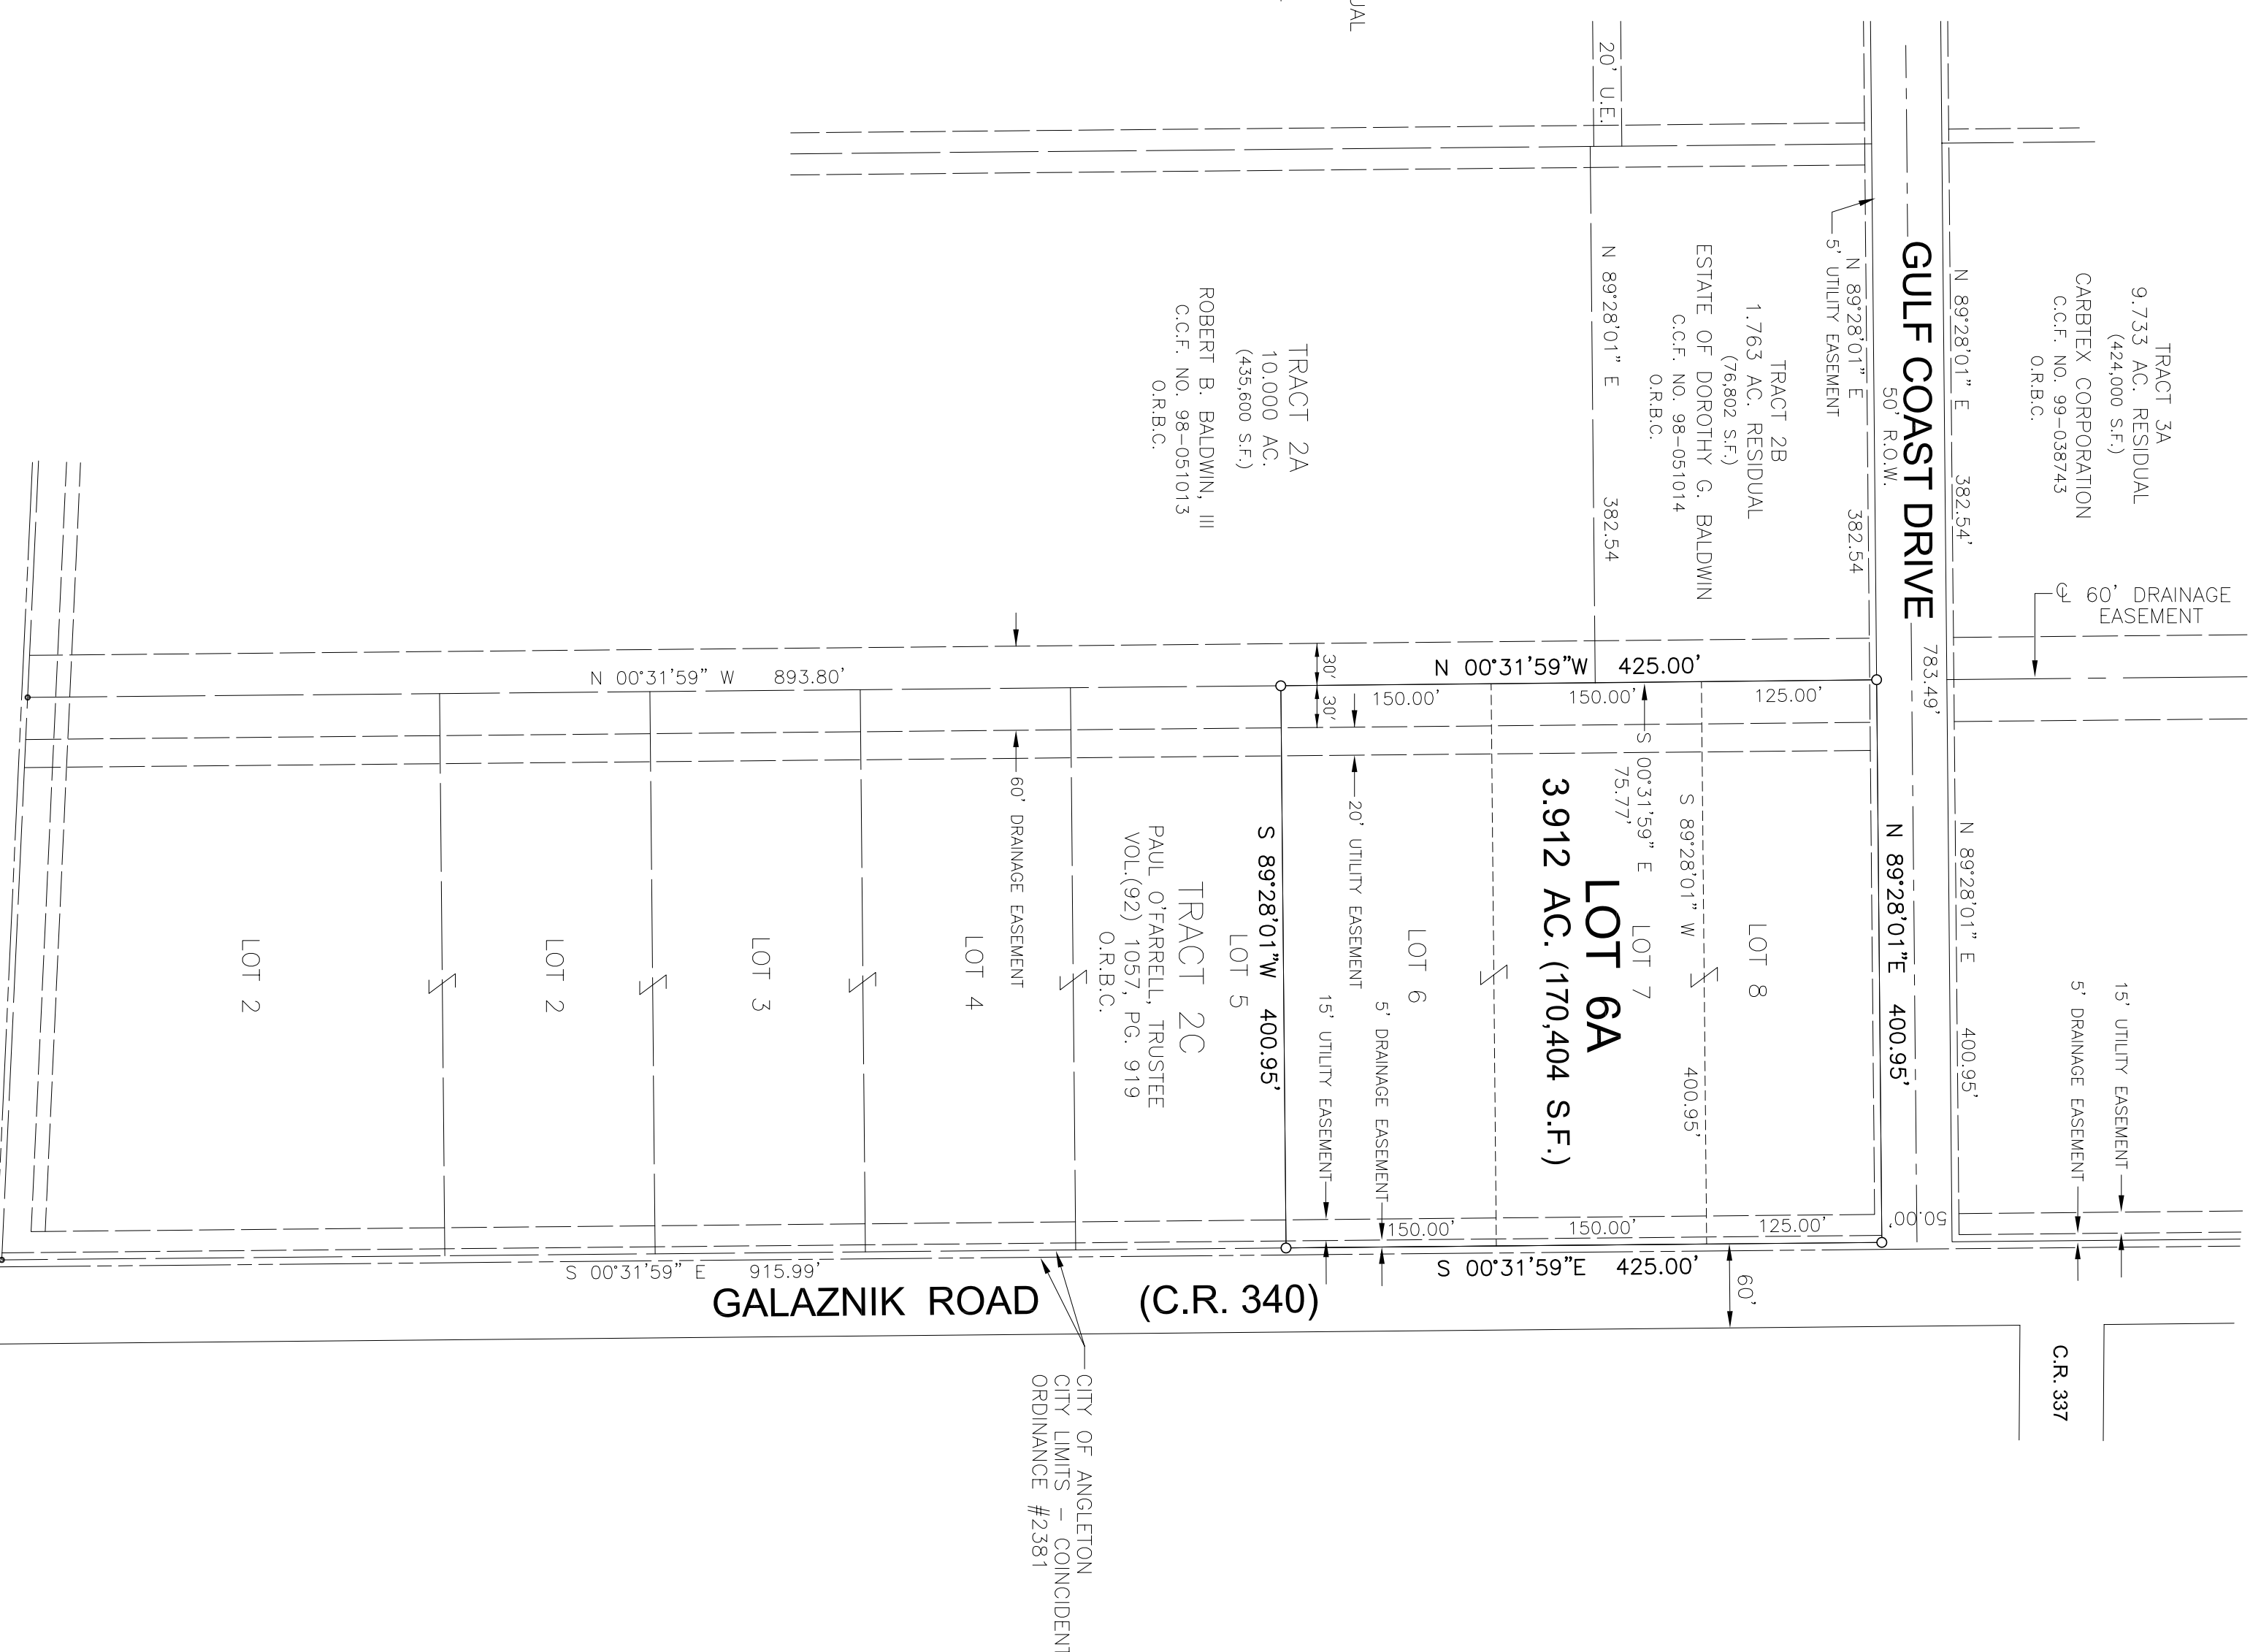 UAL
20' U.E.
N 89°28'01" E 382.54
TRACT 3A
9.733 AC. RESIDUAL
(424,000 S.F.)
CARBTEX CORPORATION
C.C.F. NO. 99-038743
O.R.B.C.
N 89°28'01" E 382.54'
GULF COAST DRIVE
50' R.O.W.
783.49'
N 89°28'01" E 382.54
5' UTILITY EASEMENT
TRACT 2B
1.763 AC. RESIDUAL
(76,802 S.F.)
ESTATE OF DOROTHY G. BALDWIN
C.C.F. NO. 98-051014
O.R.B.C.
TRACT 2A
10.000 AC.
(435,600 S.F.)
ROBERT B. BALDWIN, III
C.C.F. NO. 98-051013
O.R.B.C.
℄ 60' DRAINAGE
EASEMENT
N 00°31'59" W 893.80'
30'
30'
N 00°31'59"W 425.00'
150.00'
150.00'
125.00'
S 00°31'59" E
75.77'
S 89°28'01" W 400.95'
N 89°28'01"E 400.95'
N 89°28'01" E 400.95'
15' UTILITY EASEMENT
5' DRAINAGE EASEMENT
50.00'
LOT 8
LOT 7
LOT 6A
3.912 AC. (170,404 S.F.)
LOT 6
20' UTILITY EASEMENT
5' DRAINAGE EASEMENT
15' UTILITY EASEMENT
S 89°28'01"W 400.95'
LOT 5
TRACT 2C
PAUL O'FARRELL, TRUSTEE
VOL.(92) 1057, PG. 919
O.R.B.C.
60' DRAINAGE EASEMENT
LOT 4
LOT 3
LOT 2
LOT 2
150.00'
150.00'
125.00'
S 00°31'59" E 915.99'
S 00°31'59"E 425.00'
60'
GALAZNIK ROAD (C.R. 340)
C.R. 337
CITY OF ANGLETON
CITY LIMITS - COINCIDENT
ORDINANCE #2381